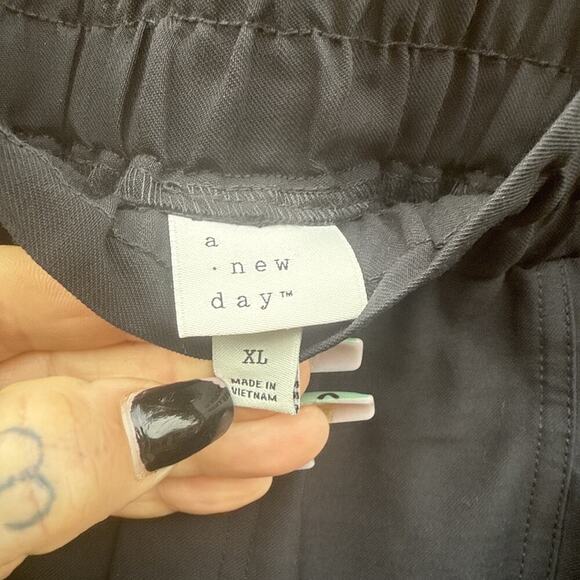 a
· new
day™
XL
MADE IN
VIETNAM